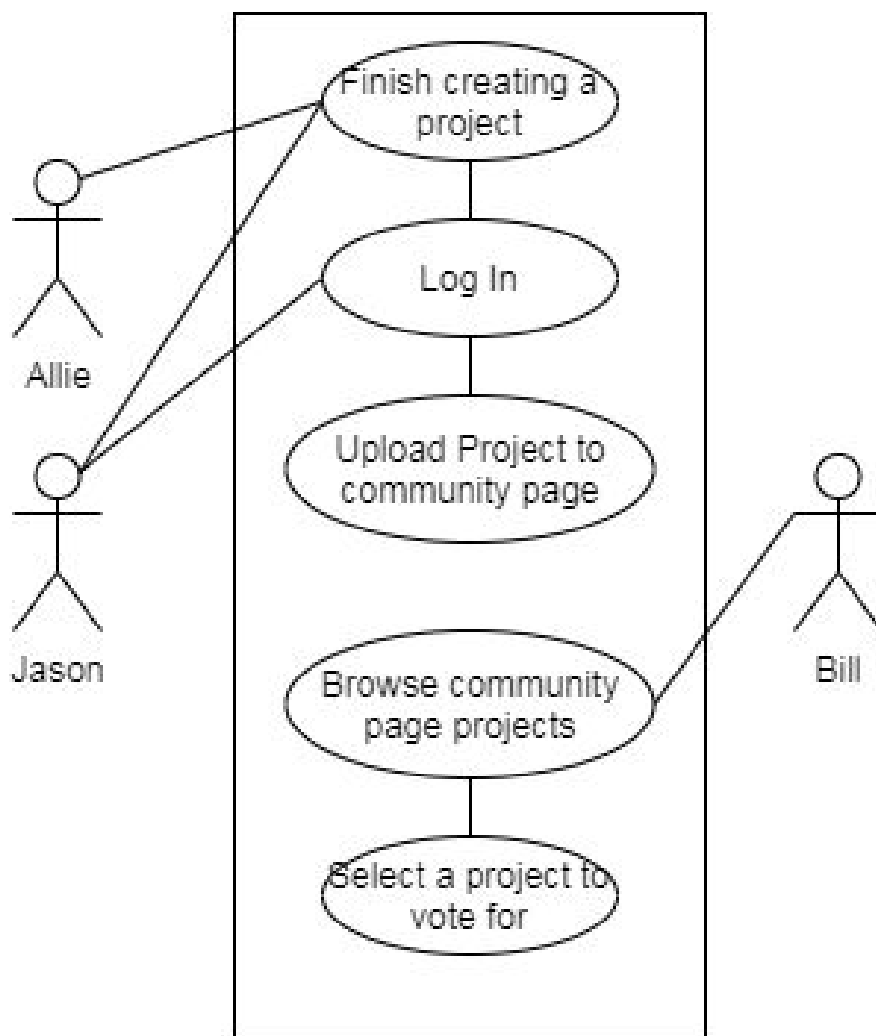 Finish creating a
project
Log In
Allie
Upload Project to
community page
Jason
Bill
Browse community
page projects
Select a project to
vote for